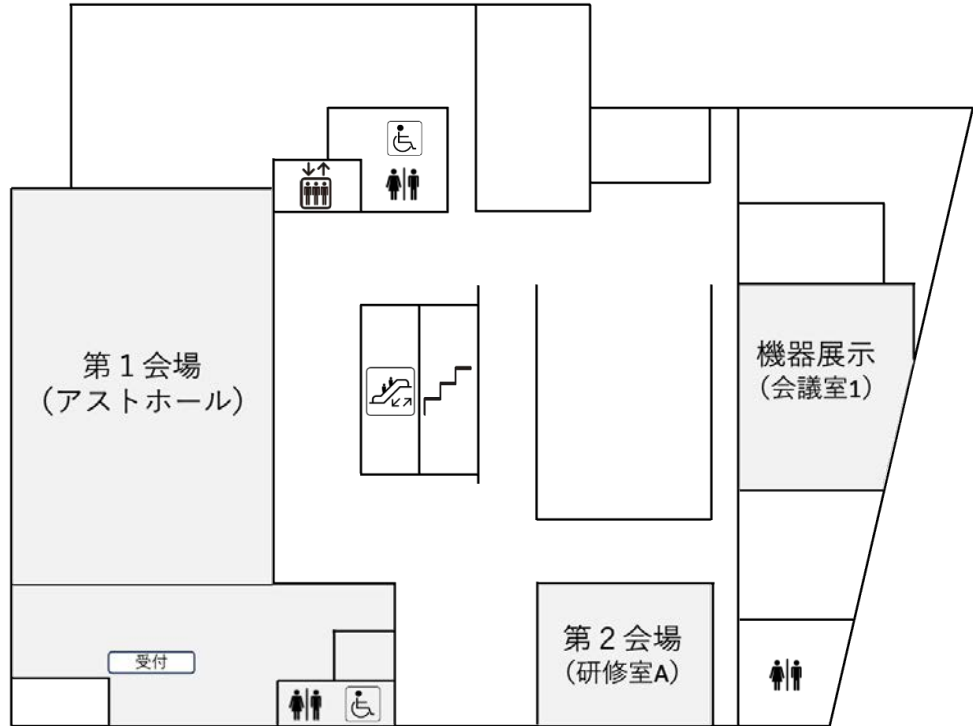 第１会場
（アストホール）
機器展示
（会議室1）
第２会場
（研修室A）
受付